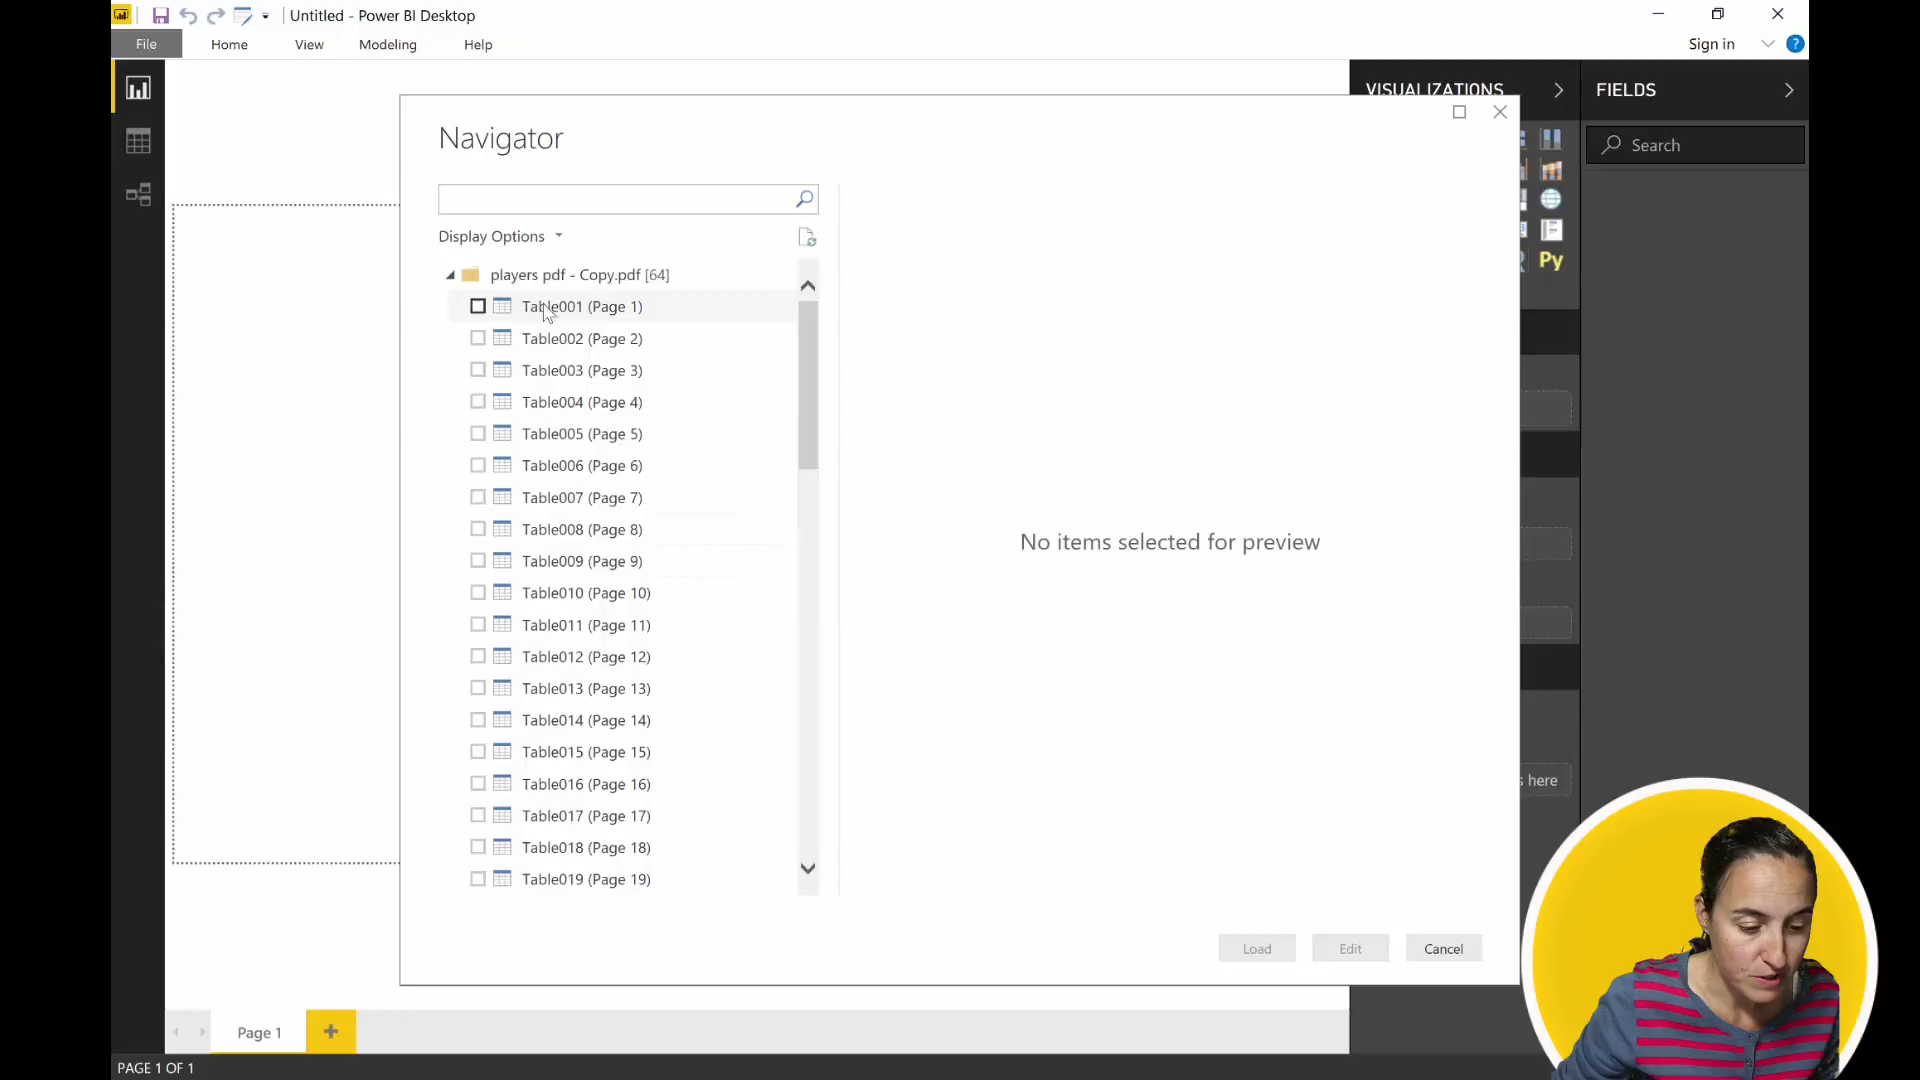 Untitled - Power BI Desktop
File Home View Modeling Help
Sign in ?
VISUALIZATIONS
FIELDS
Navigator
Search
Display Options
players pdf - Copy.pdf [64]
Table001 (Page 1)
Table002 (Page 2)
Table003 (Page 3)
Table004 (Page 4)
Table005 (Page 5)
Table006 (Page 6)
Table007 (Page 7)
Table008 (Page 8)
Table009 (Page 9)
Table010 (Page 10)
Table011 (Page 11)
Table012 (Page 12)
Table013 (Page 13)
Table014 (Page 14)
Table015 (Page 15)
Table016 (Page 16)
Table017 (Page 17)
Table018 (Page 18)
Table019 (Page 19)
No items selected for preview
Py
here
Load Edit Cancel
Page 1 +
PAGE 1 OF 1